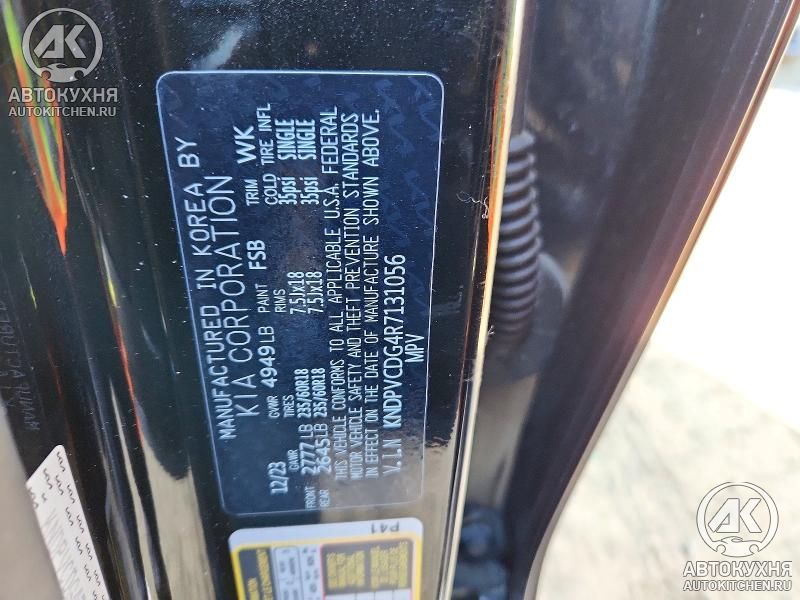 АК
АВТОКУХНЯ
AUTOKITCHEN.RU
MANUFACTURED IN KOREA BY
KIA CORPORATION
12/23 GVWR 4949LB PAINT FSB TRIM WK
GAWR TIRES RIMS COLD TIRE INFL
FRONT 2777LB 235/60R18 7.5Jx18 35psi SINGLE
REAR 2645LB 235/60R18 7.5Jx18 35psi SINGLE
THIS VEHICLE CONFORMS TO ALL APPLICABLE U.S.A. FEDERAL
MOTOR VEHICLE SAFETY AND THEFT PREVENTION STANDARDS
IN EFFECT ON THE DATE OF MANUFACTURE SHOWN ABOVE.
V.I.N KNDPVCDG4R7131056
MPV
P41
АК
АВТОКУХНЯ
AUTOKITCHEN.RU